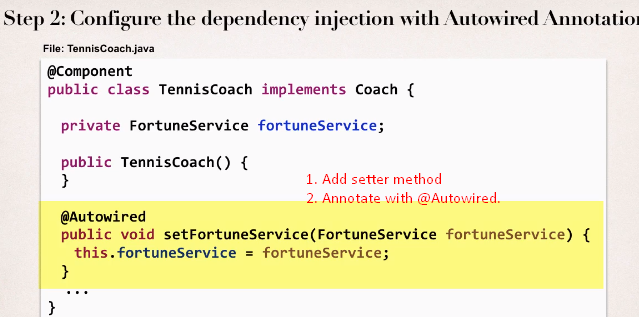 Step 2: Configure the dependency injection with Autowired Annotation
File: TennisCoach.java
@Component
public class TennisCoach implements Coach {
private FortuneService fortuneService;
public TennisCoach() {
}
1. Add setter method
2. Annotate with @Autowired.
@Autowired
public void setFortuneService(FortuneService fortuneService) {
this.fortuneService = fortuneService;
}
...
}